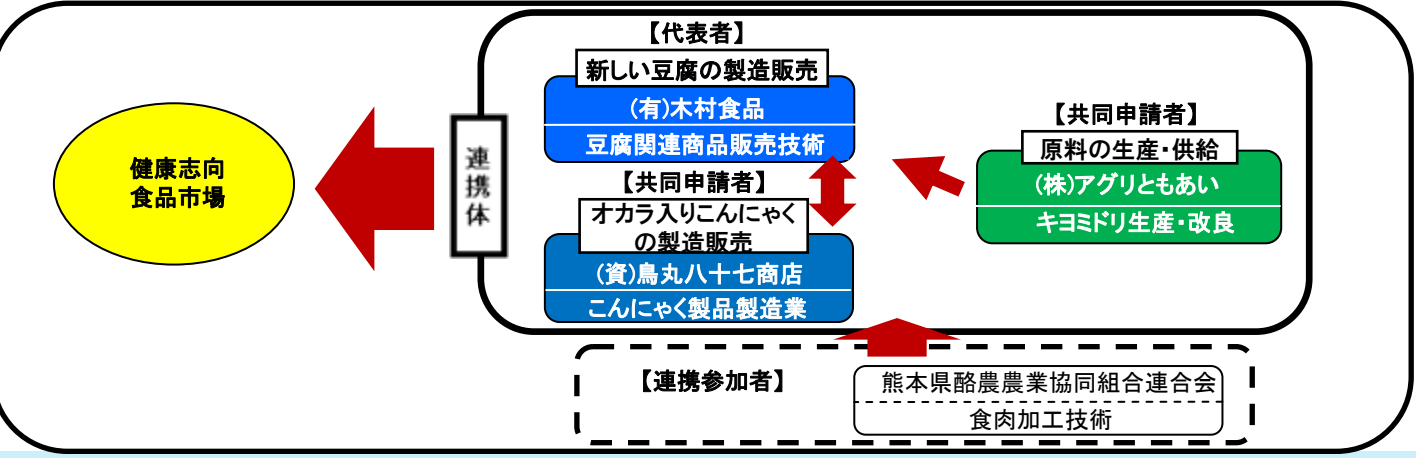 【代表者】
新しい豆腐の製造販売
(有)木村食品
豆腐関連商品販売技術
【共同申請者】
オカラ入りこんにゃく
の製造販売
(資)鳥丸八十七商店
こんにゃく製品製造業
【共同申請者】
原料の生産・供給
(株)アグリともあい
キヨミドリ生産・改良
連
携
体
健康志向
食品市場
【連携参加者】
熊本県酪農農業協同組合連合会
食肉加工技術